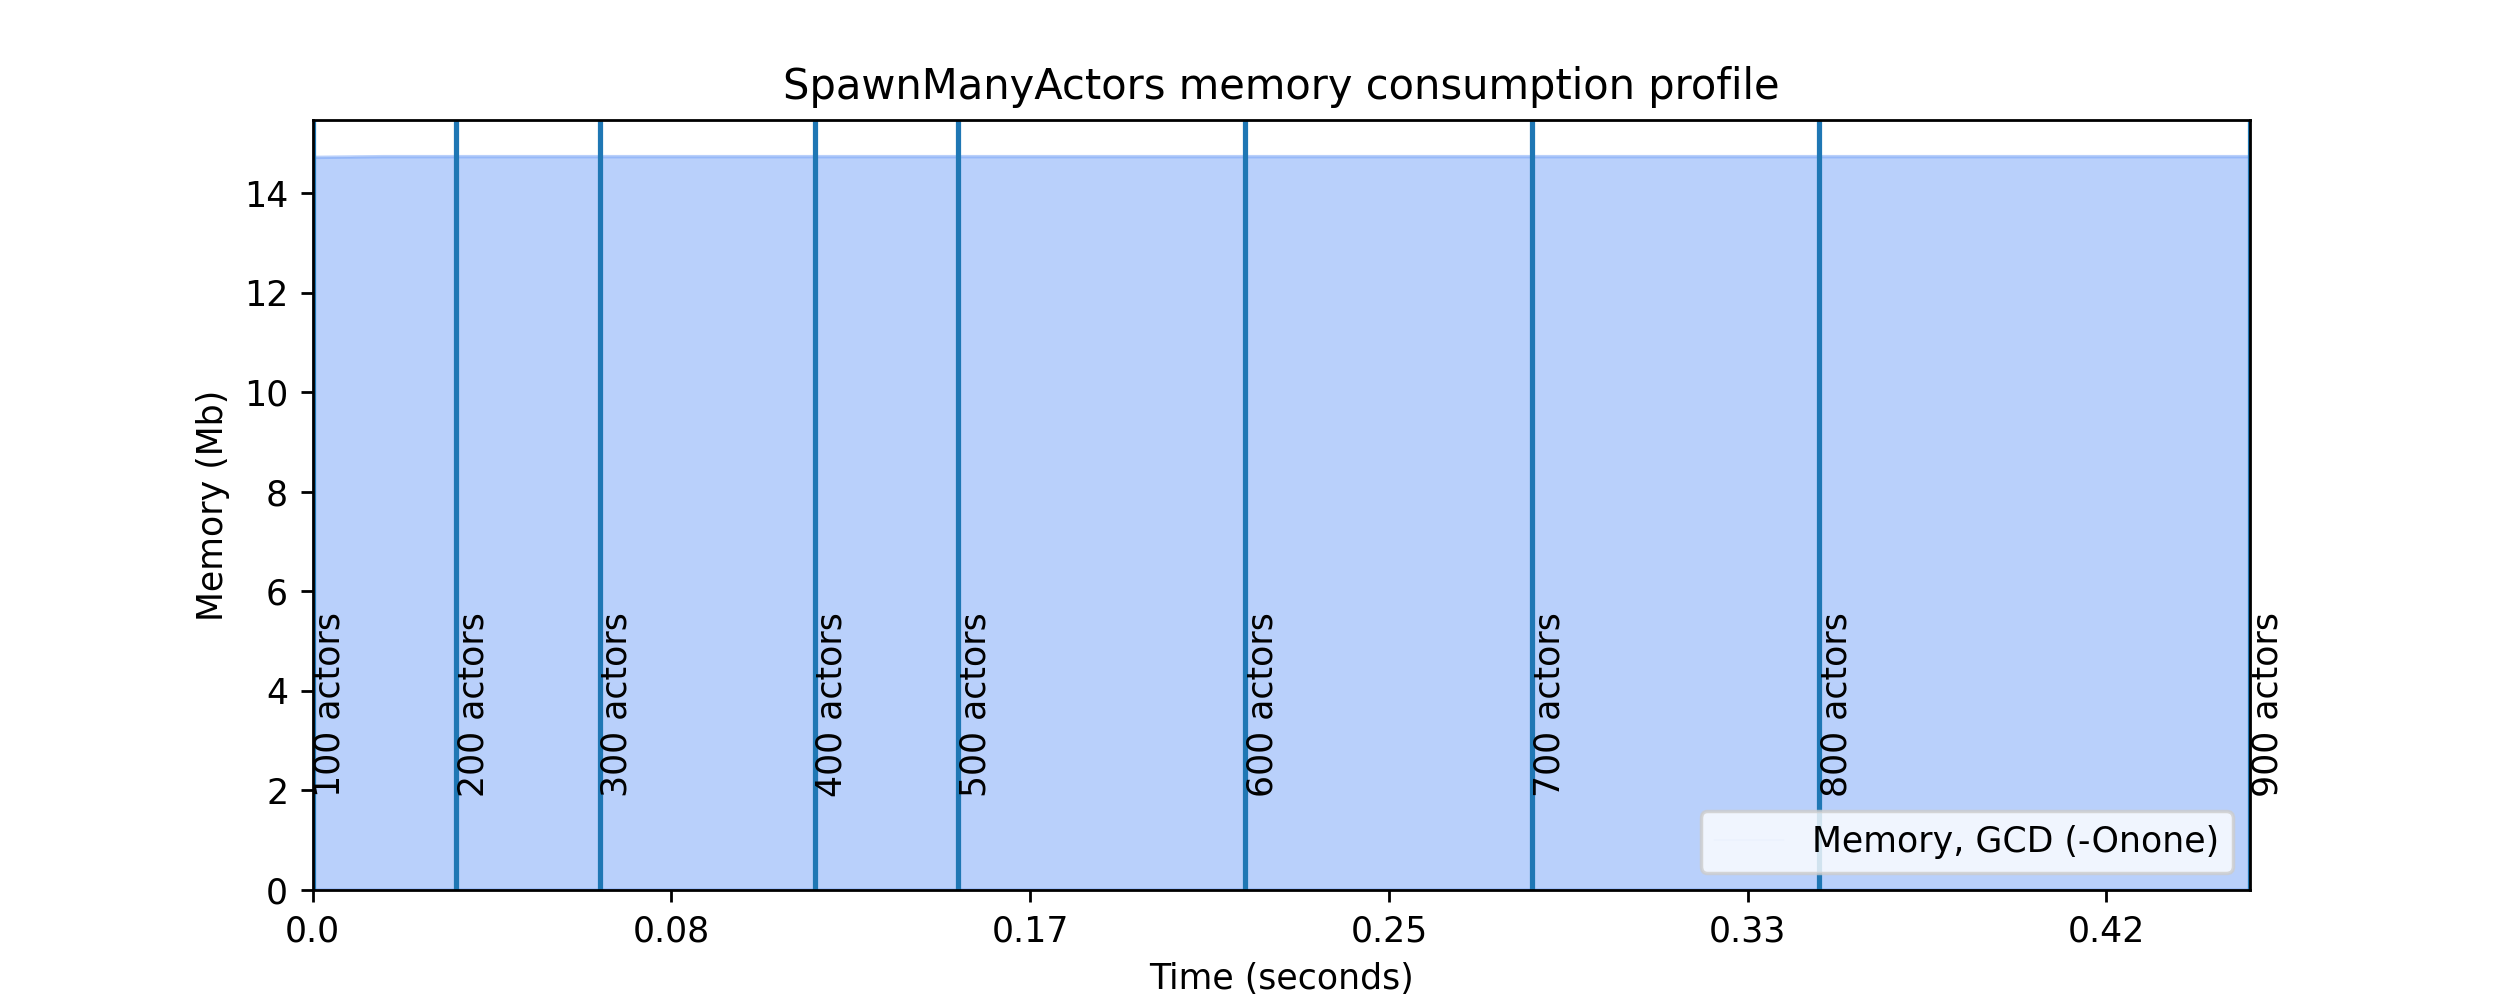 SpawnManyActors memory consumption profile
Memory (Mb)
14
12
10
8
6
4
2
0
100 actors
200 actors
300 actors
400 actors
500 actors
600 actors
700 actors
800 actors
900 actors
Memory, GCD (-Onone)
0.0
0.08
0.17
0.25
0.33
0.42
Time (seconds)